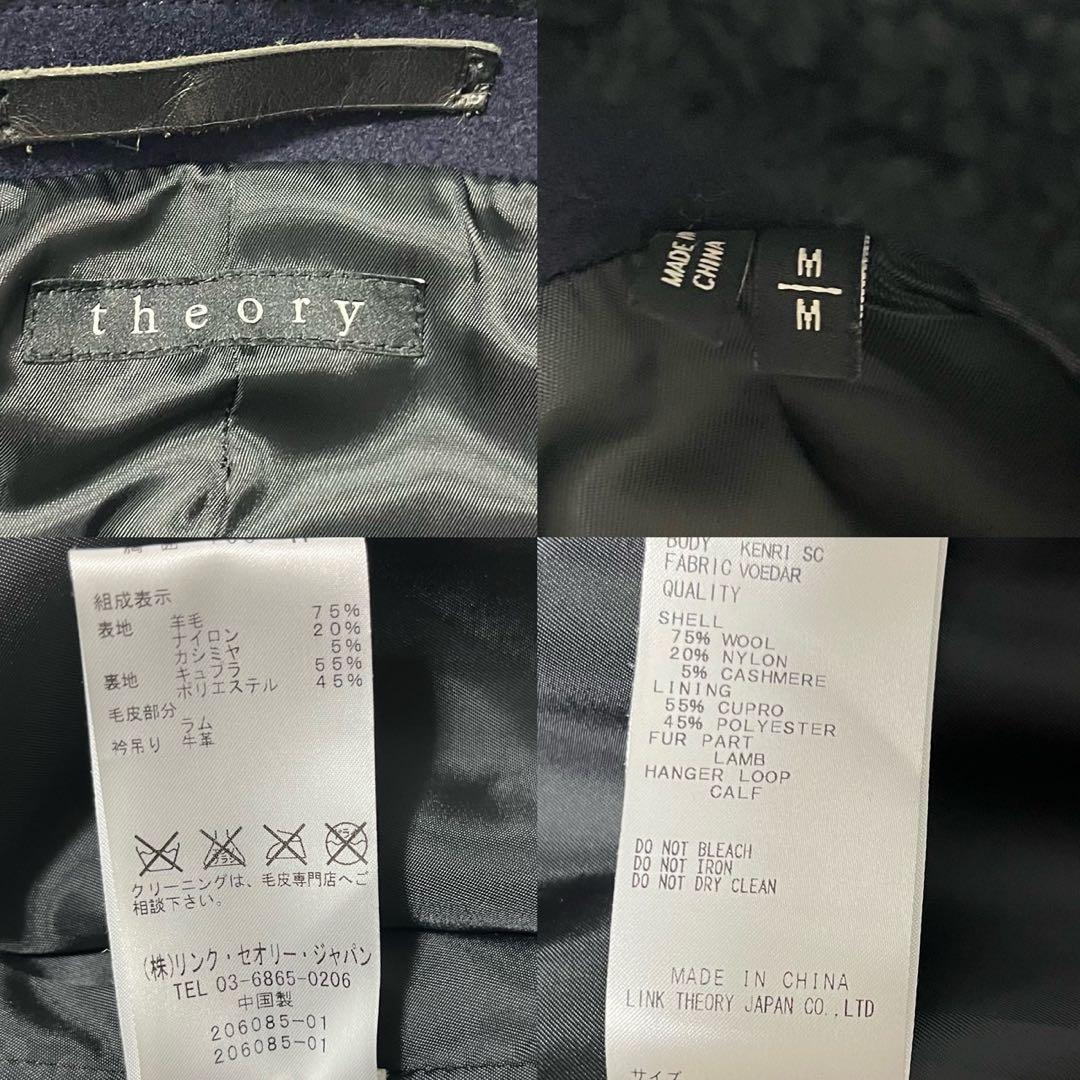 theory
MADE IN
CHINA
M
M
組成表示
表地 羊毛 75%
ナイロン 20%
カシミヤ 5%
裏地 キュプラ 55%
ポリエステル 45%
毛皮部分
ラム
衿吊り 牛革
クリーニングは、毛皮専門店へご
相談下さい。
(株)リンク・セオリー・ジャパン
TEL 03-6865-0206
中国製
206085-01
206085-01
BODY KENRI SC
FABRIC VOEDAR
QUALITY
SHELL
75% WOOL
20% NYLON
5% CASHMERE
LINING
55% CUPRO
45% POLYESTER
FUR PART
LAMB
HANGER LOOP
CALF
DO NOT BLEACH
DO NOT IRON
DO NOT DRY CLEAN
MADE IN CHINA
LINK THEORY JAPAN CO.,LTD
サイズ